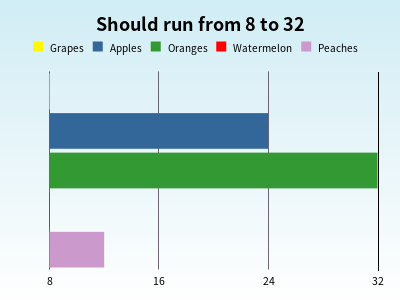 Should run from 8 to 32
Grapes Apples Oranges Watermelon Peaches
8 16 24 32